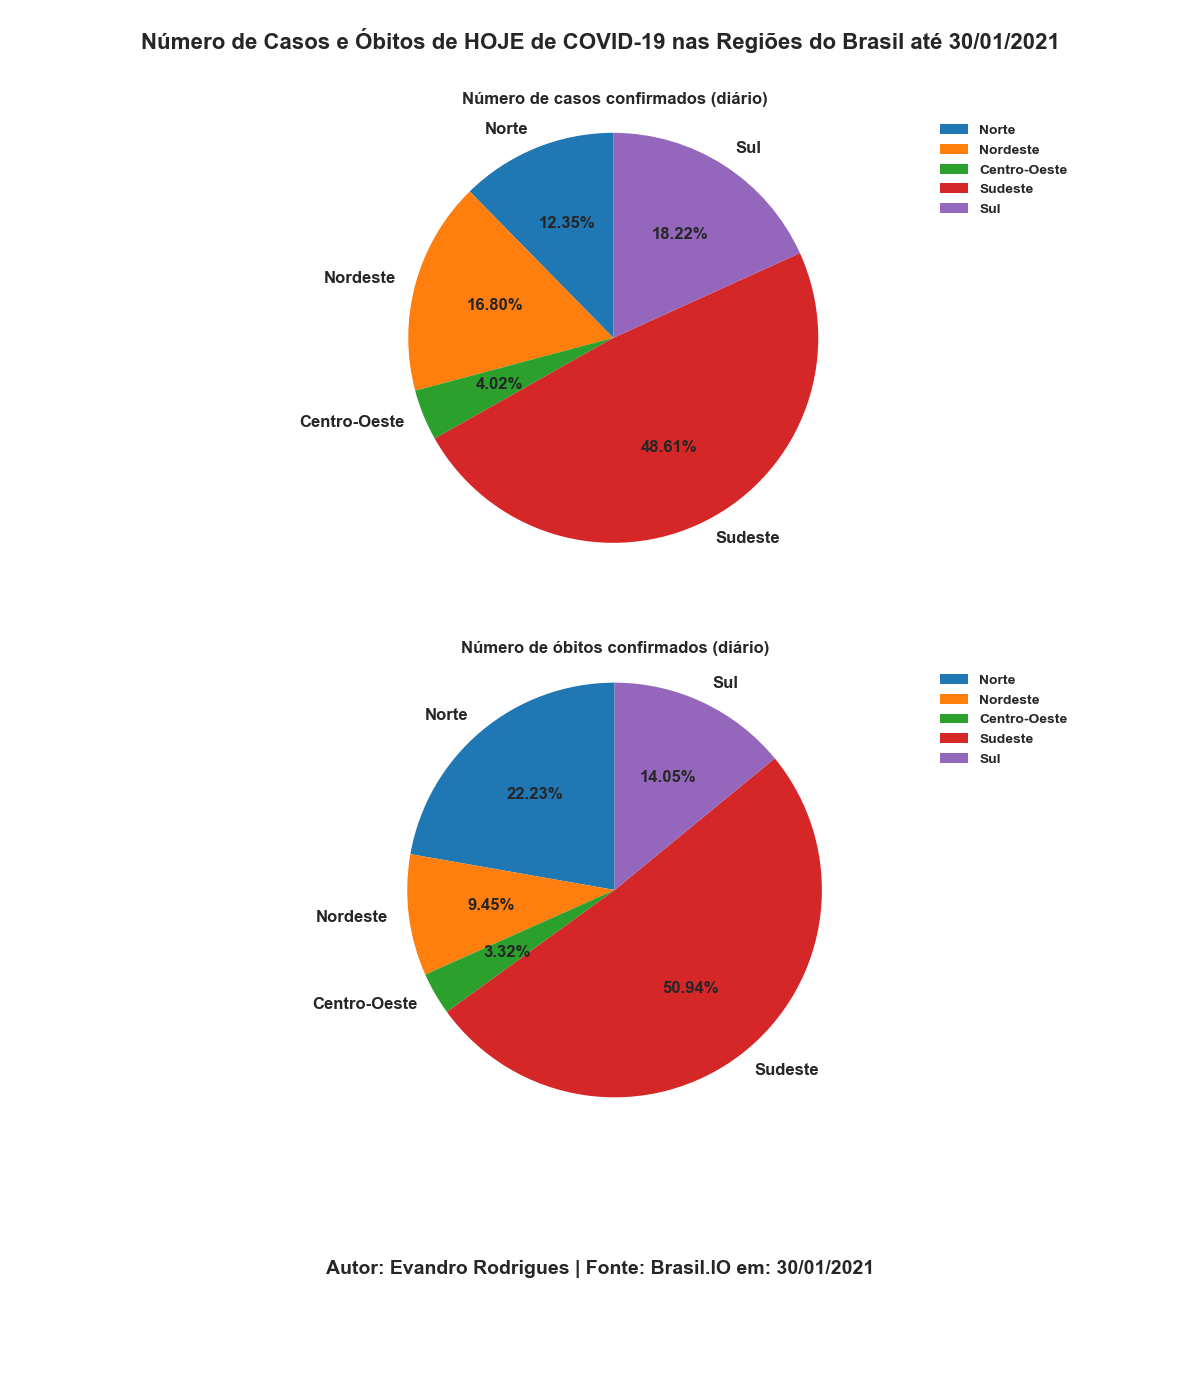 Número de Casos e Óbitos de HOJE de COVID-19 nas Regiões do Brasil até 30/01/2021
Número de casos confirmados (diário)
Norte
Sul
12.35%
18.22%
Nordeste
16.80%
4.02%
Centro-Oeste
48.61%
Sudeste
Norte
Nordeste
Centro-Oeste
Sudeste
Sul
Número de óbitos confirmados (diário)
Sul
Norte
14.05%
22.23%
9.45%
Nordeste
3.32%
Centro-Oeste
50.94%
Sudeste
Norte
Nordeste
Centro-Oeste
Sudeste
Sul
Autor: Evandro Rodrigues | Fonte: Brasil.IO em: 30/01/2021